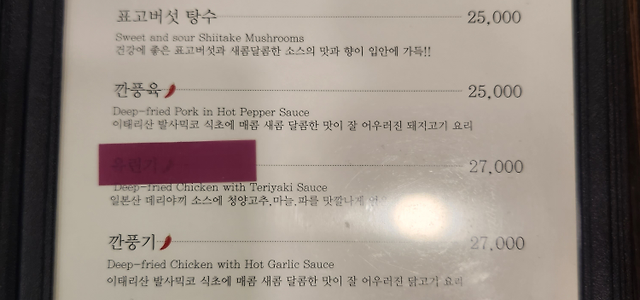 표고버섯 탕수 25,000
Sweet and sour Shiitake Mushrooms
건강에 좋은 표고버섯과 새콤달콤한 소스의 맛과 향이 입안에 가득!!
깐풍육 25,000
Deep-fried Pork in Hot Pepper Sauce
이태리산 발사믹코 식초에 매콤 새콤 달콤한 맛이 잘 어우러진 돼지고기 요리
유린기 27,000
Deep-fried Chicken with Teriyaki Sauce
일본산 데리야끼 소스에 청양고추,마늘,파를 맛깔나게
깐풍기 27,000
Deep-fried Chicken with Hot Garlic Sauce
이태리산 발사믹코 식초에 매콤 새콤 달콤한 맛이 잘 어우러진 닭고기 요리